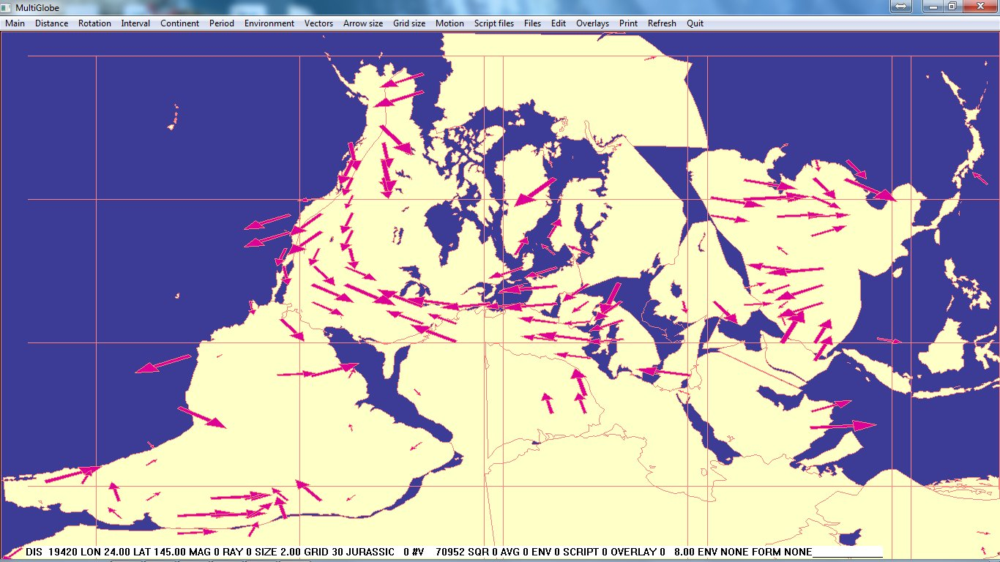 MultiGlobe
Main Distance Rotation Interval Continent Period Environment Vectors Arrow size Grid size Motion Script files Files Edit Overlays Print Refresh Quit
DIS 19420 LON 24.00 LAT 145.00 MAG 0 RAY 0 SIZE 2.00 GRID 30 JURASSIC 0 #V 70952 SQR 0 AVG 0 ENV 0 SCRIPT 0 OVERLAY 0 8.00 ENV NONE FORM NONE____________